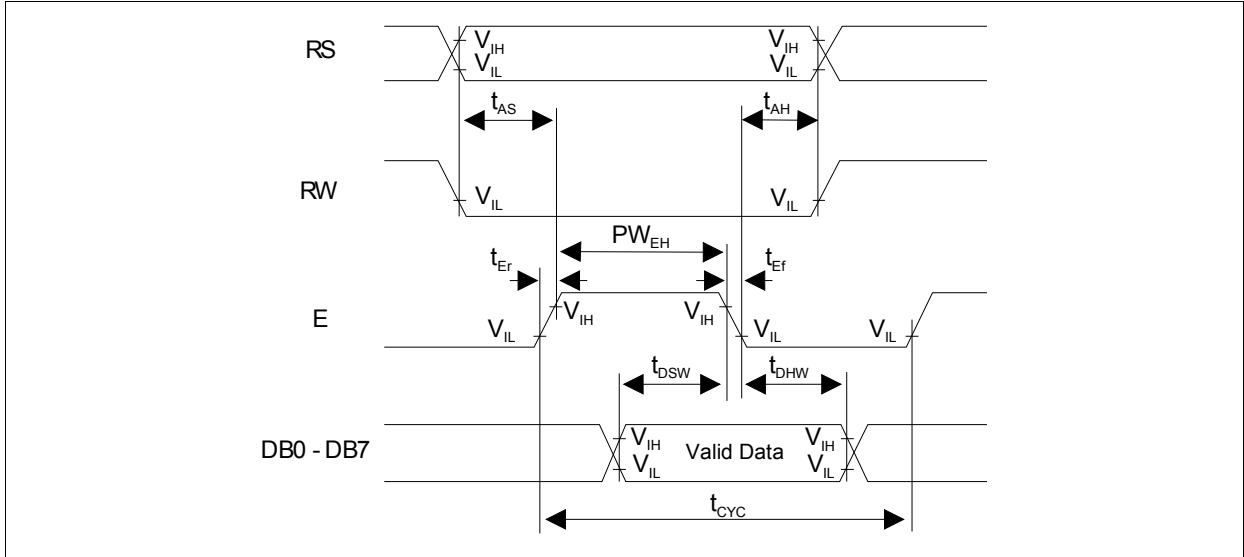 RS
V_IH
V_IL
V_IH
V_IL
t_AS
t_AH
RW
V_IL
V_IL
PW_EH
t_Er
t_Ef
E
V_IL
V_IH
V_IH
V_IL
V_IL
t_DSW
t_DHW
DB0 - DB7
V_IH
V_IL
Valid Data
V_IH
V_IL
t_CYC